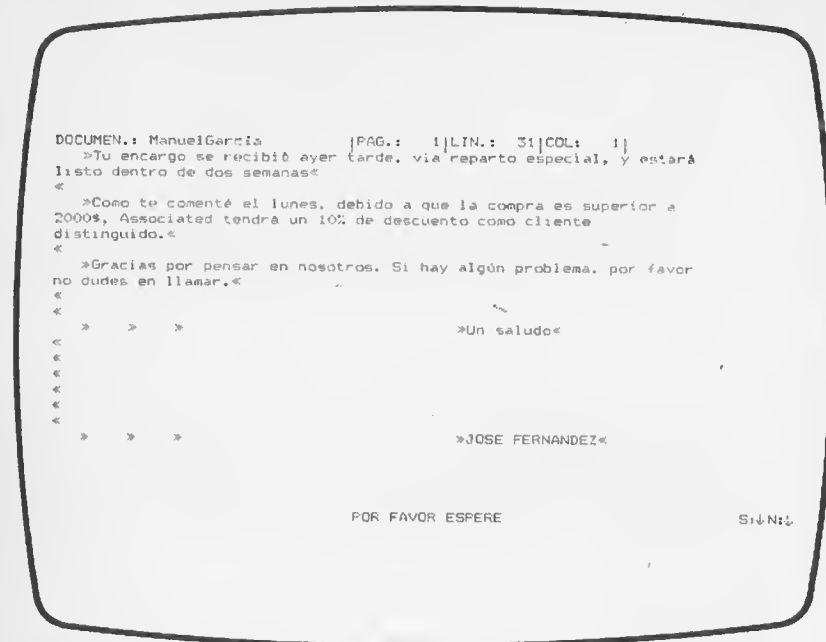 DOCUMEN.: ManuelGarcia |PAG.: 1|LIN.: 31|COL: 1|
»Tu encargo se recibió ayer tarde, via reparto especial, y estará
listo dentro de dos semanas«
«
»Como te comenté el lunes, debido a que la compra es superior a
2000$, Associated tendrá un 10% de descuento como cliente
distinguido.«
«
»Gracias por pensar en nosotros. Si hay algún problema, por favor
no dudes en llamar.«
«
«
» » » »Un saludo«
«
«
«
«
«
«
» » » »JOSE FERNANDEZ«
POR FAVOR ESPERE S:↓N:↓